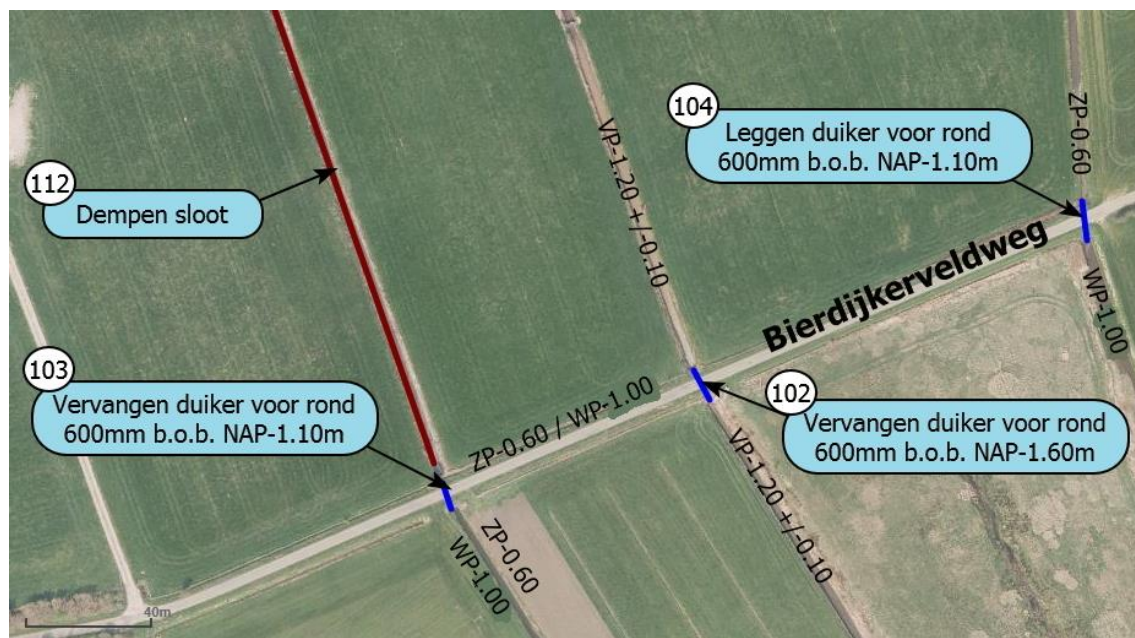 104
Leggen duiker voor rond
600mm b.o.b. NAP-1.10m
ZP-0.60
VP-1.20 +/-0.10
112
Dempen sloot
Bierdijkerveldweg
WP-1.00
103
Vervangen duiker voor rond
600mm b.o.b. NAP-1.10m
ZP-0.60 / WP-1.00
102
Vervangen duiker voor rond
600mm b.o.b. NAP-1.60m
VP-1.20 +/-0.10
ZP-0.60
WP-1.00
40m